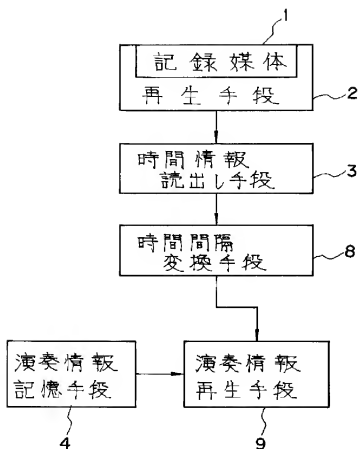 1
記録媒体
再生手段
2
時間情報
読出し手段
3
時間間隔
変換手段
8
演奏情報
記憶手段
演奏情報
再生手段
4
9